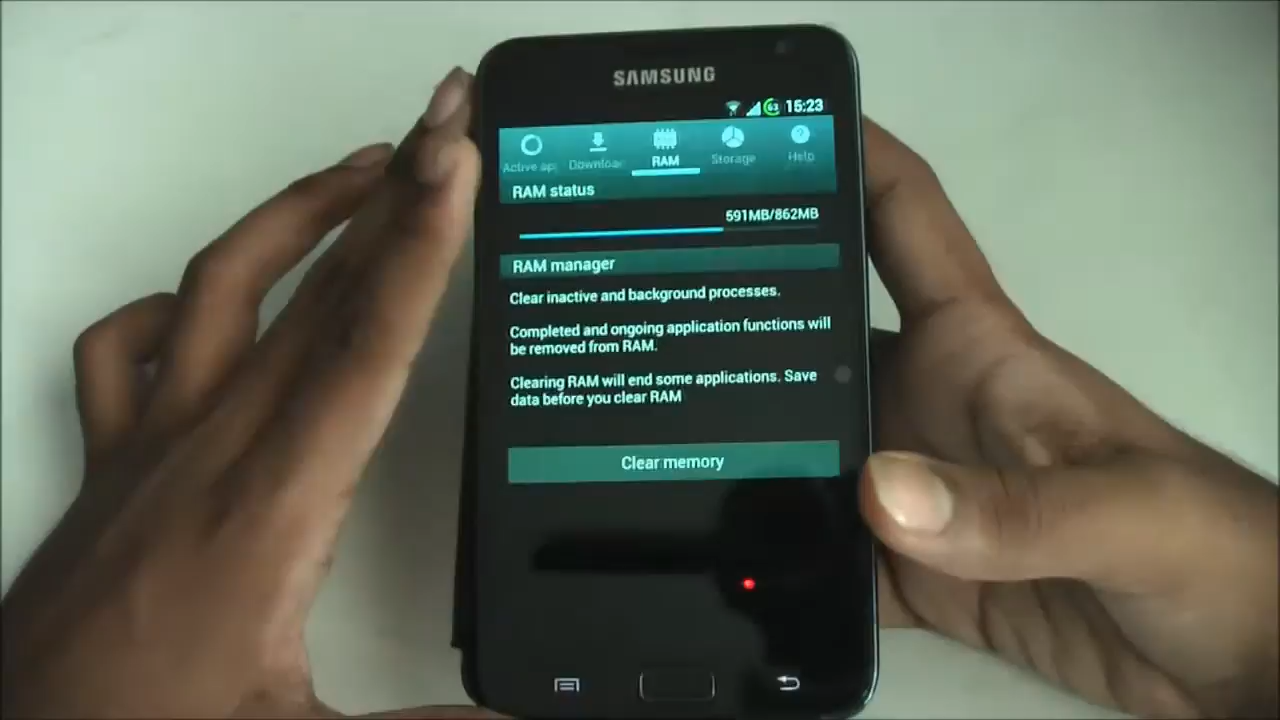 SAMSUNG
63 15:23
Active ap Downloa RAM Storage Help
RAM status
591MB/862MB
RAM manager
Clear inactive and background processes.
Completed and ongoing application functions will
be removed from RAM.
Clearing RAM will end some applications. Save
data before you clear RAM
Clear memory